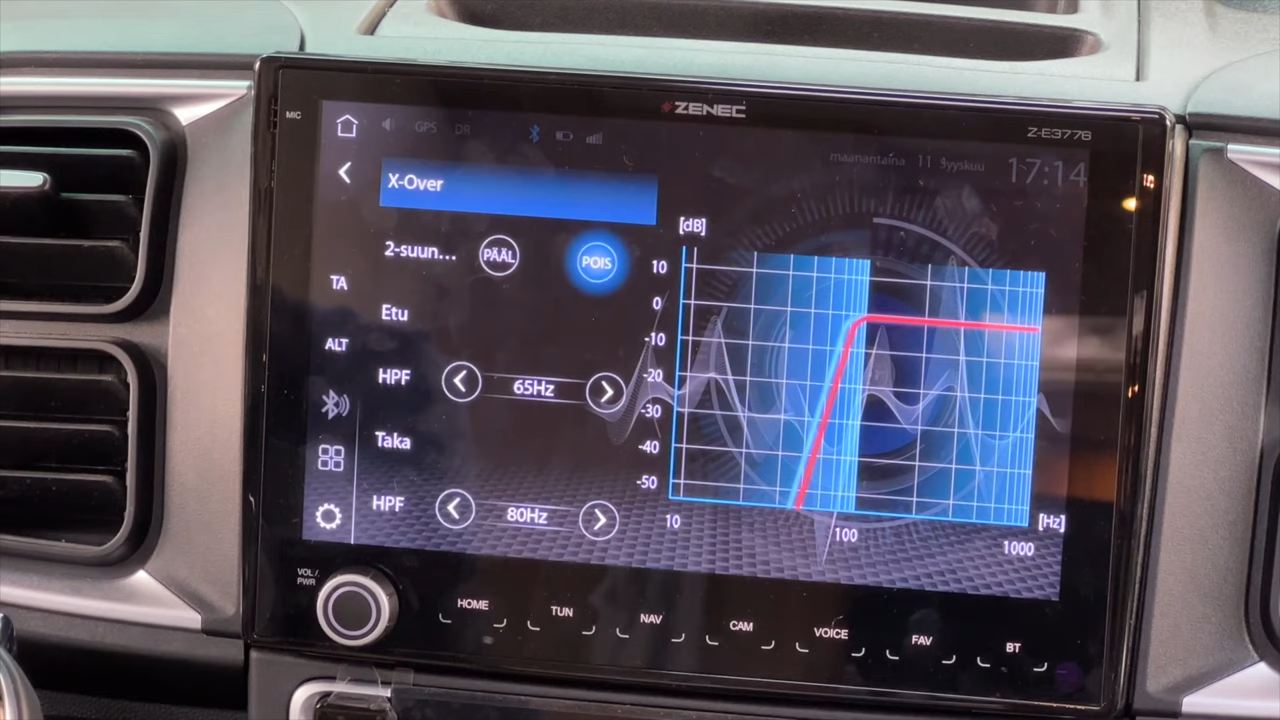 ZENEC
MIC
Z-E3776
GPS DR
maanantaina 11 Syyskuu 17:14
X-Over
[dB]
2-suun... PÄÄL POIS
10
TA
Etu
0
-10
ALT
HPF 65Hz
-20
-30
Taka
-40
-50
HPF 80Hz
10 100 1000 [Hz]
VOL /. PWR
HOME TUN NAV CAM VOICE FAV BT